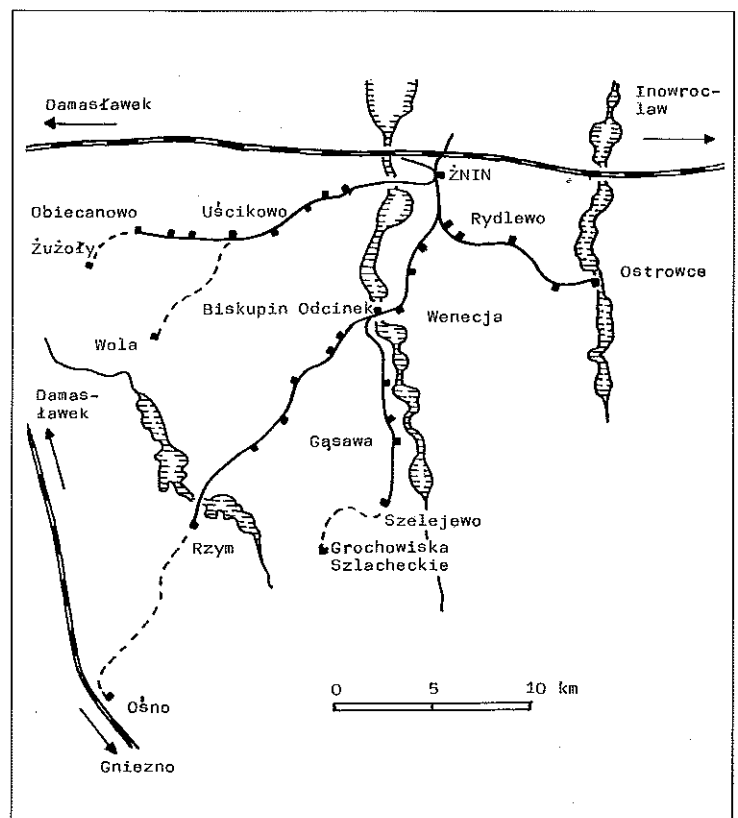 Damasławek
Inowroc-
ław
ŻNIN
Obiecanowo
Uścikowo
Rydlewo
Żużoły
Ostrowce
Biskupin Odcinek
Wenecja
Wola
Damas-
ławek
Gąsawa
Szelejewo
Rzym
Grochowiska
Szlacheckie
0 5 10 km
Ośno
Gniezno